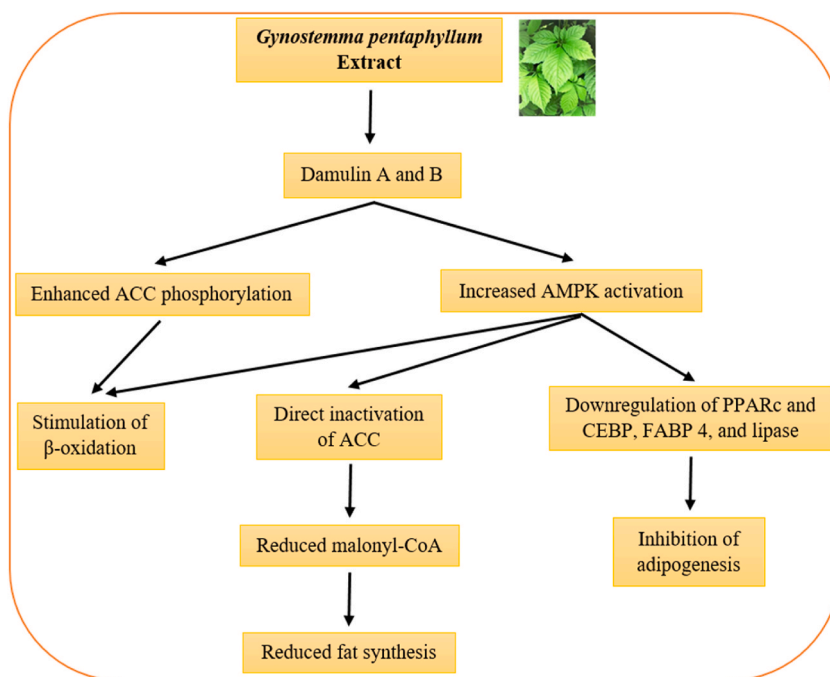 Gynostemma pentaphyllum
Extract
Damulin A and B
Enhanced ACC phosphorylation
Increased AMPK activation
Stimulation of
β-oxidation
Direct inactivation
of ACC
Downregulation of PPARc and
CEBP, FABP 4, and lipase
Reduced malonyl-CoA
Inhibition of
adipogenesis
Reduced fat synthesis